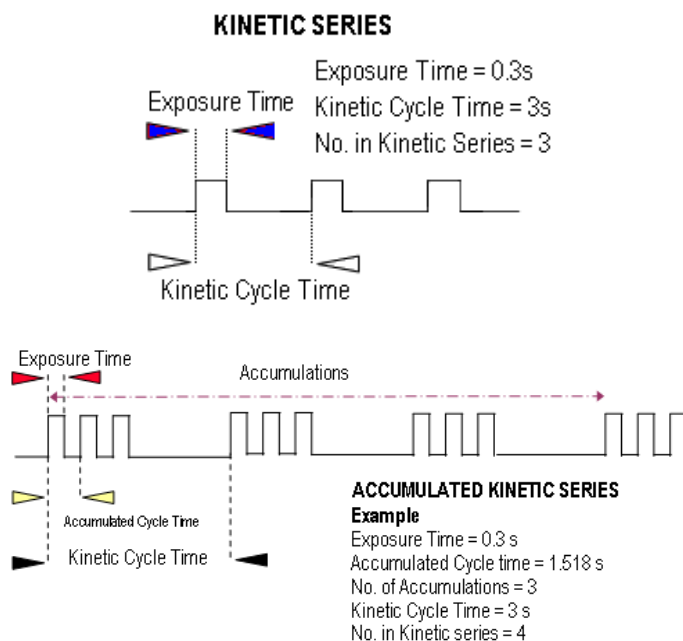 KINETIC SERIES
Exposure Time = 0.3s
Exposure Time
Kinetic Cycle Time = 3s
No. in Kinetic Series = 3
Kinetic Cycle Time
Exposure Time
Accumulations
Accumulated Cycle Time
Kinetic Cycle Time
ACCUMULATED KINETIC SERIES
Example
Exposure Time = 0.3 s
Accumulated Cycle time = 1.518 s
No. of Accumulations = 3
Kinetic Cycle Time = 3 s
No. in Kinetic series = 4